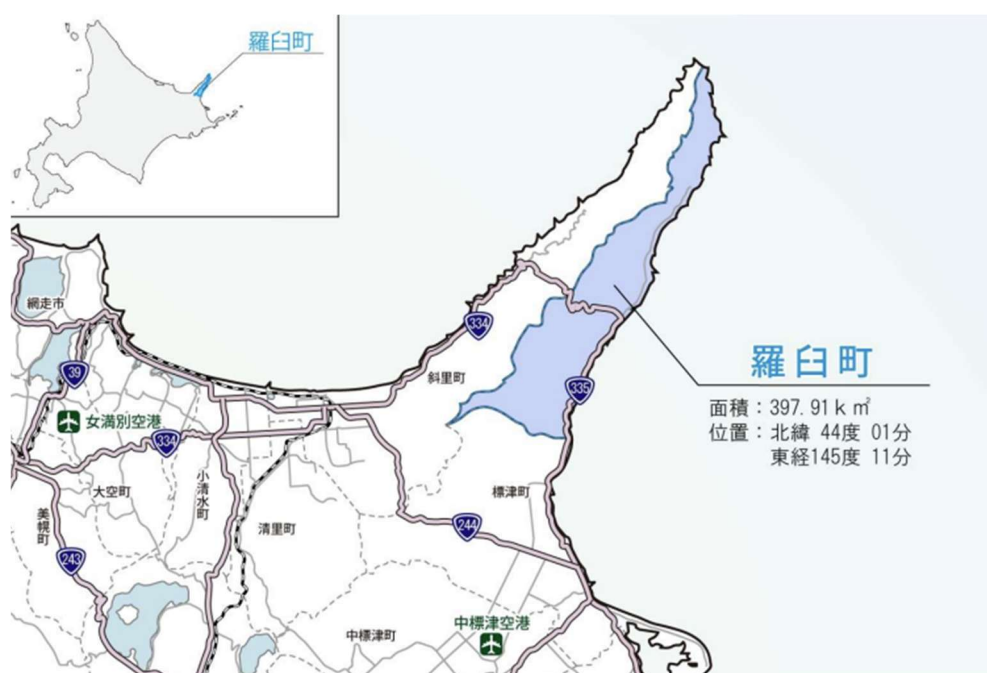 羅臼町
網走市
39
女満別空港
334
大空町
小清水町
美幌町
243
清里町
斜里町
334
335
羅臼町
面積：397.91ｋ㎡
位置：北緯 44度 01分
東経145度 11分
標津町
244
中標津町
中標津空港